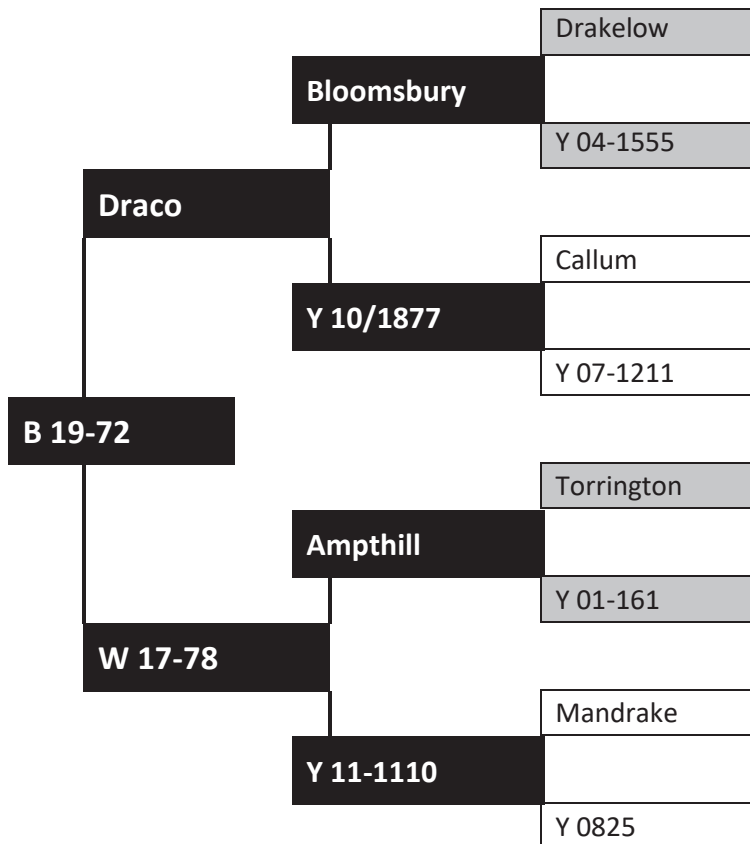 Drakelow
Bloomsbury
Y 04-1555
Draco
Callum
Y 10/1877
Y 07-1211
B 19-72
Torrington
Ampthill
Y 01-161
W 17-78
Mandrake
Y 11-1110
Y 0825